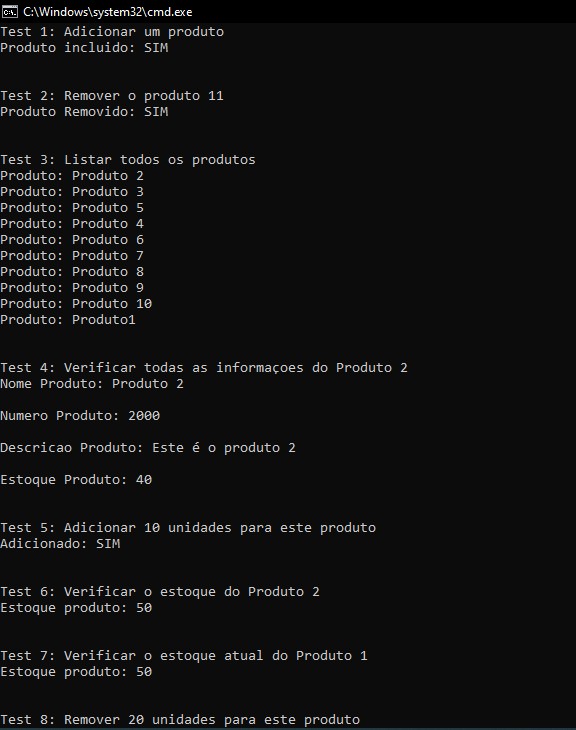 C:\Windows\system32\cmd.exe
Test 1: Adicionar um produto
Produto incluido: SIM
Test 2: Remover o produto 11
Produto Removido: SIM
Test 3: Listar todos os produtos
Produto: Produto 2
Produto: Produto 3
Produto: Produto 5
Produto: Produto 4
Produto: Produto 6
Produto: Produto 7
Produto: Produto 8
Produto: Produto 9
Produto: Produto 10
Produto: Produto1
Test 4: Verificar todas as informaçoes do Produto 2
Nome Produto: Produto 2
Numero Produto: 2000
Descricao Produto: Este é o produto 2
Estoque Produto: 40
Test 5: Adicionar 10 unidades para este produto
Adicionado: SIM
Test 6: Verificar o estoque do Produto 2
Estoque produto: 50
Test 7: Verificar o estoque atual do Produto 1
Estoque produto: 50
Test 8: Remover 20 unidades para este produto